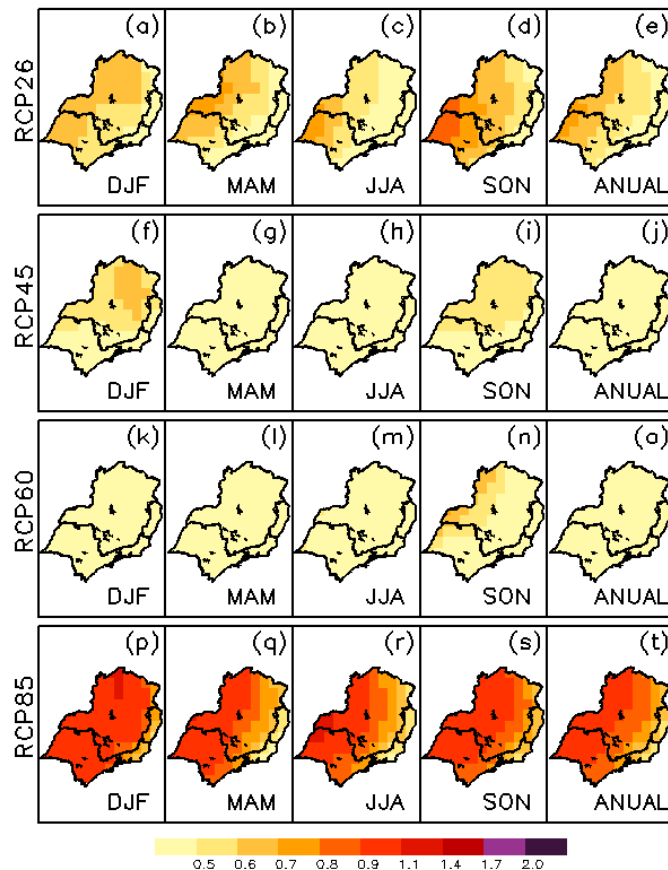 (a) (b) (c) (d) (e)
RCP26
DJF MAM JJA SON ANUAL
(f) (g) (h) (i) (j)
RCP45
DJF MAM JJA SON ANUAL
(k) (l) (m) (n) (o)
RCP60
DJF MAM JJA SON ANUAL
(p) (q) (r) (s) (t)
RCP85
DJF MAM JJA SON ANUAL
0.5 0.6 0.7 0.8 0.9 1.1 1.4 1.7 2.0